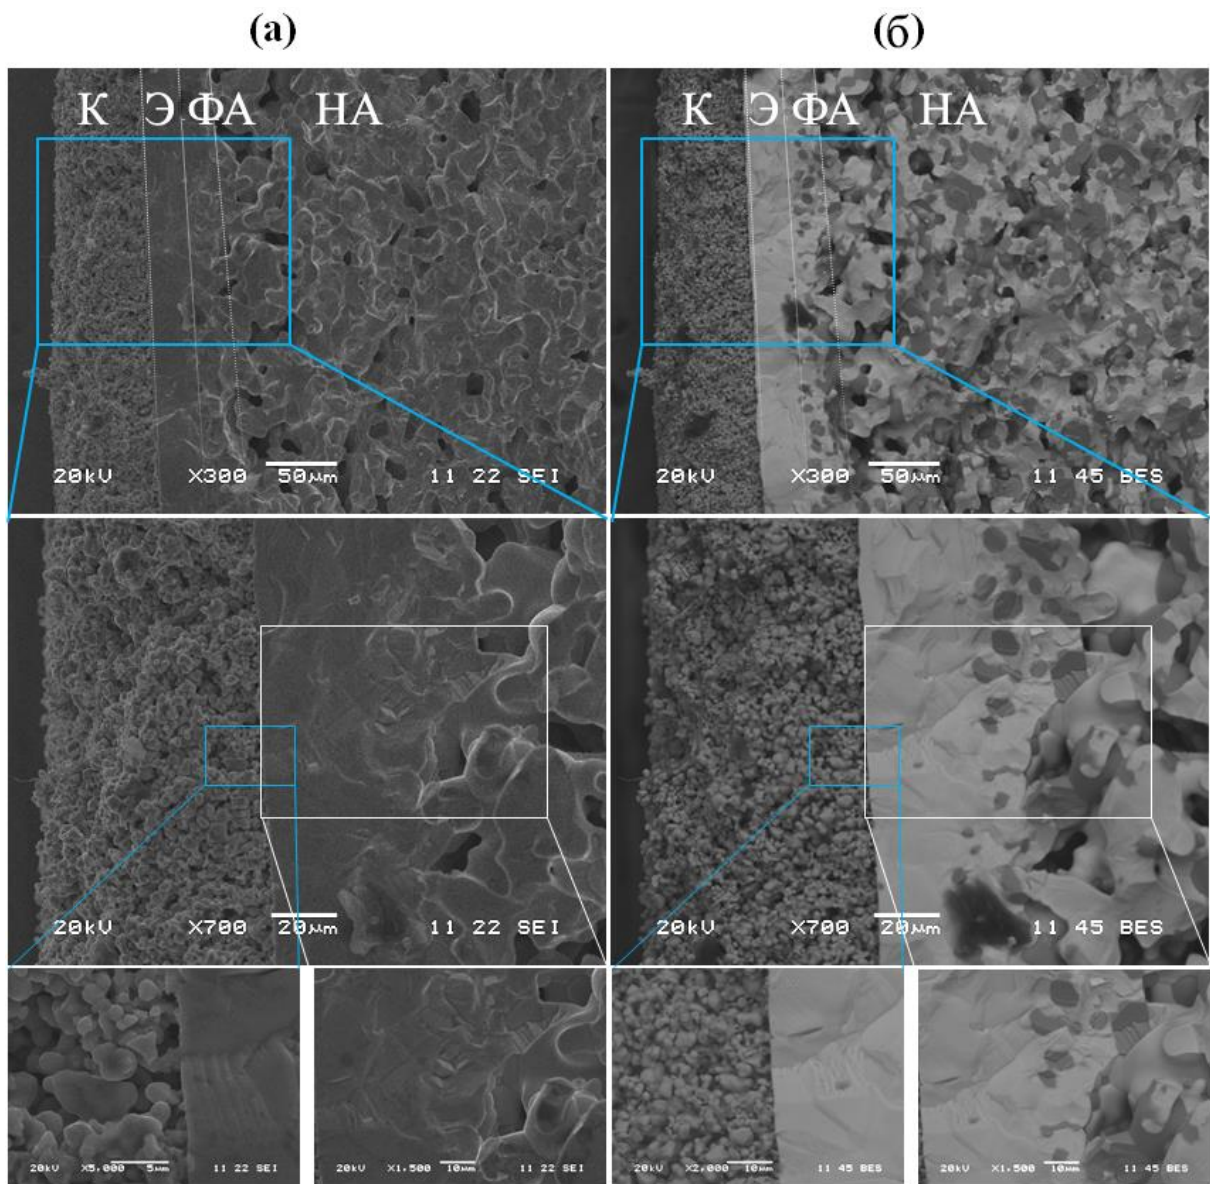 (а)
(б)
К Э ФА НА
К Э ФА НА
20kV X300 50μm 11 22 SEI
20kV X300 50μm 11 45 BES
20kV X700 20μm 11 22 SEI
20kV X700 20μm 11 45 BES
20kV X5,000 5μm 11 22 SEI
20kV X1,500 10μm 11 22 SEI
20kV X2,000 10μm 11 45 BES
20kV X1,500 10μm 11 45 BES